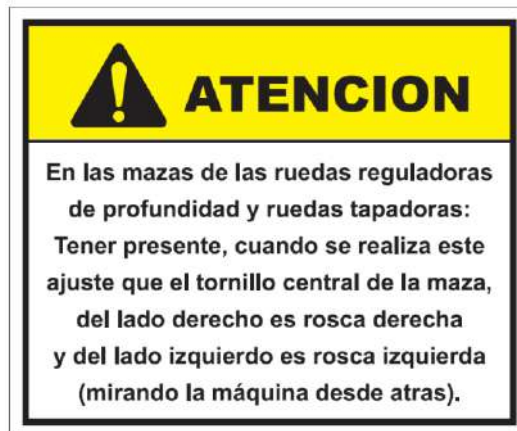 ATENCION
En las mazas de las ruedas reguladoras
de profundidad y ruedas tapadoras:
Tener presente, cuando se realiza este
ajuste que el tornillo central de la maza,
del lado derecho es rosca derecha
y del lado izquierdo es rosca izquierda
(mirando la máquina desde atras).